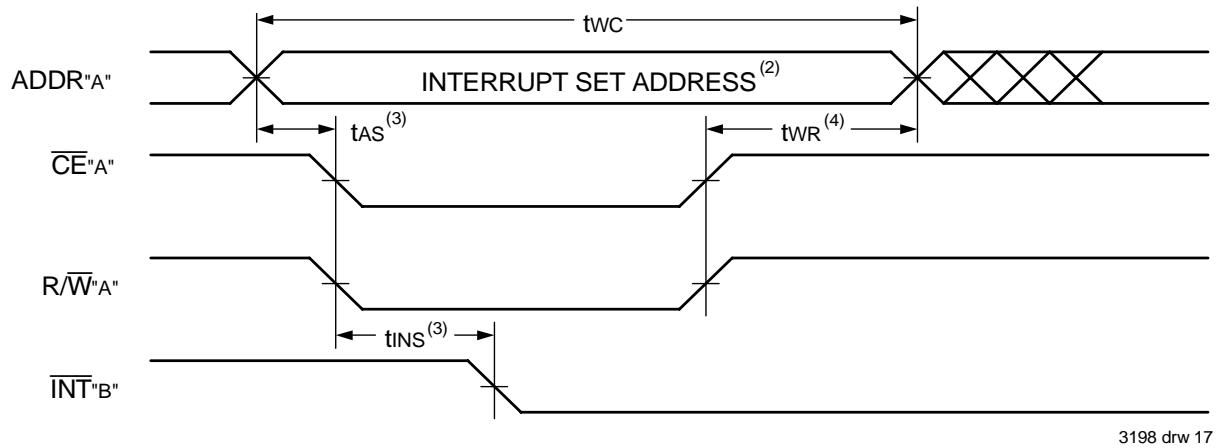 tWC
ADDR"A"
INTERRUPT SET ADDRESS(2)
tAS(3)
tWR(4)
CE"A"
R/W"A"
tINS(3)
INT"B"
3198 drw 17